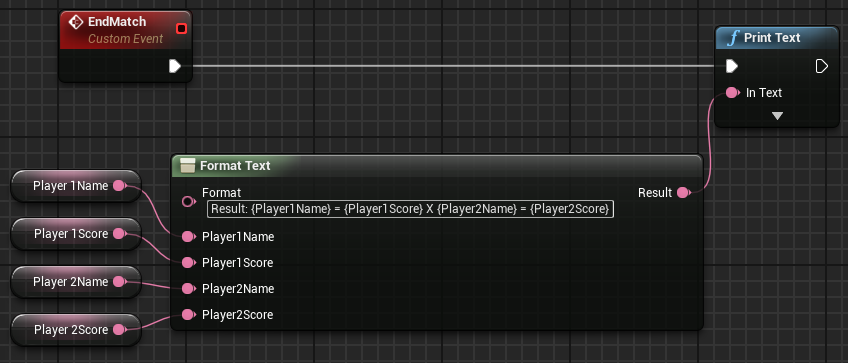 EndMatch
Custom Event
Print Text
In Text
Format Text
Format
Result: {Player1Name} = {Player1Score} X {Player2Name} = {Player2Score}
Result
Player 1Name
Player1Name
Player 1Score
Player1Score
Player 2Name
Player2Name
Player 2Score
Player2Score